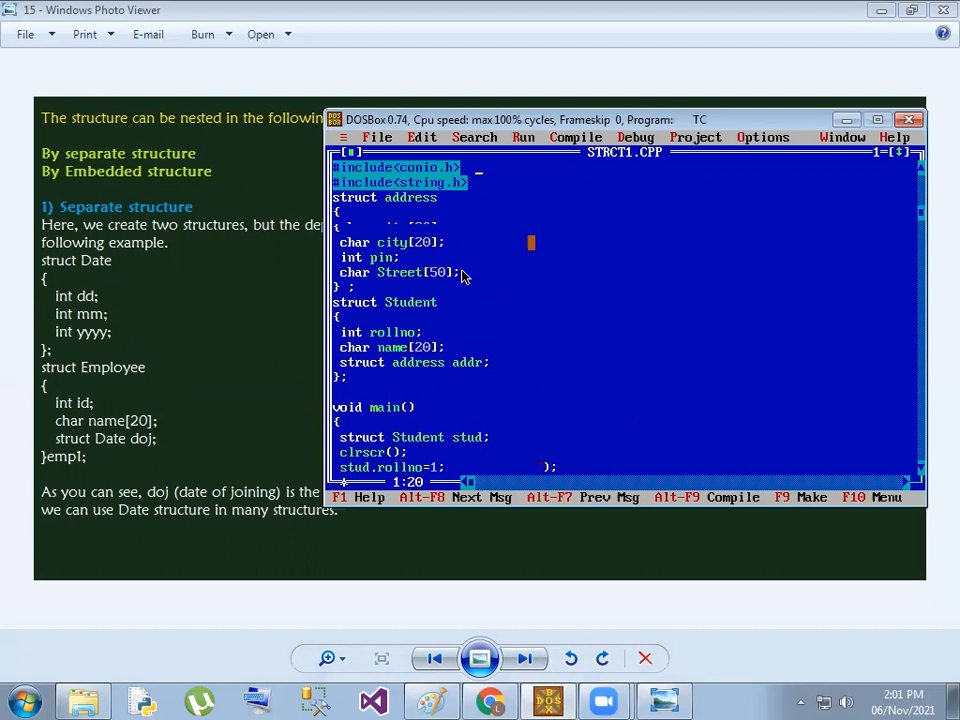 15 - Windows Photo Viewer
File Print E-mail Burn Open
The structure can be nested in the followin
By separate structure
By Embedded structure
1) Separate structure
Here, we create two structures, but the de
following example.
struct Date
{
int dd;
int mm;
int yyyy;
};
struct Employee
{
int id;
char name[20];
struct Date doj;
}emp1;
As you can see, doj (date of joining) is the
we can use Date structure in many structures.
DOSBox 0.74, Cpu speed: max 100% cycles, Frameskip 0, Program: TC
≡ File Edit Search Run Compile Debug Project Options Window Help
STRCT1.CPP 1=[↕]
#include<conio.h>
#include<string.h>
struct address
{
{
char city[20];
int pin;
char Street[50];
} ;
struct Student
{
int rollno;
char name[20];
struct address addr;
};
void main()
{
struct Student stud;
clrscr();
stud.rollno=1; );
1:20
F1 Help Alt-F8 Next Msg Alt-F7 Prev Msg Alt-F9 Compile F9 Make F10 Menu
2:01 PM
06/Nov/2021